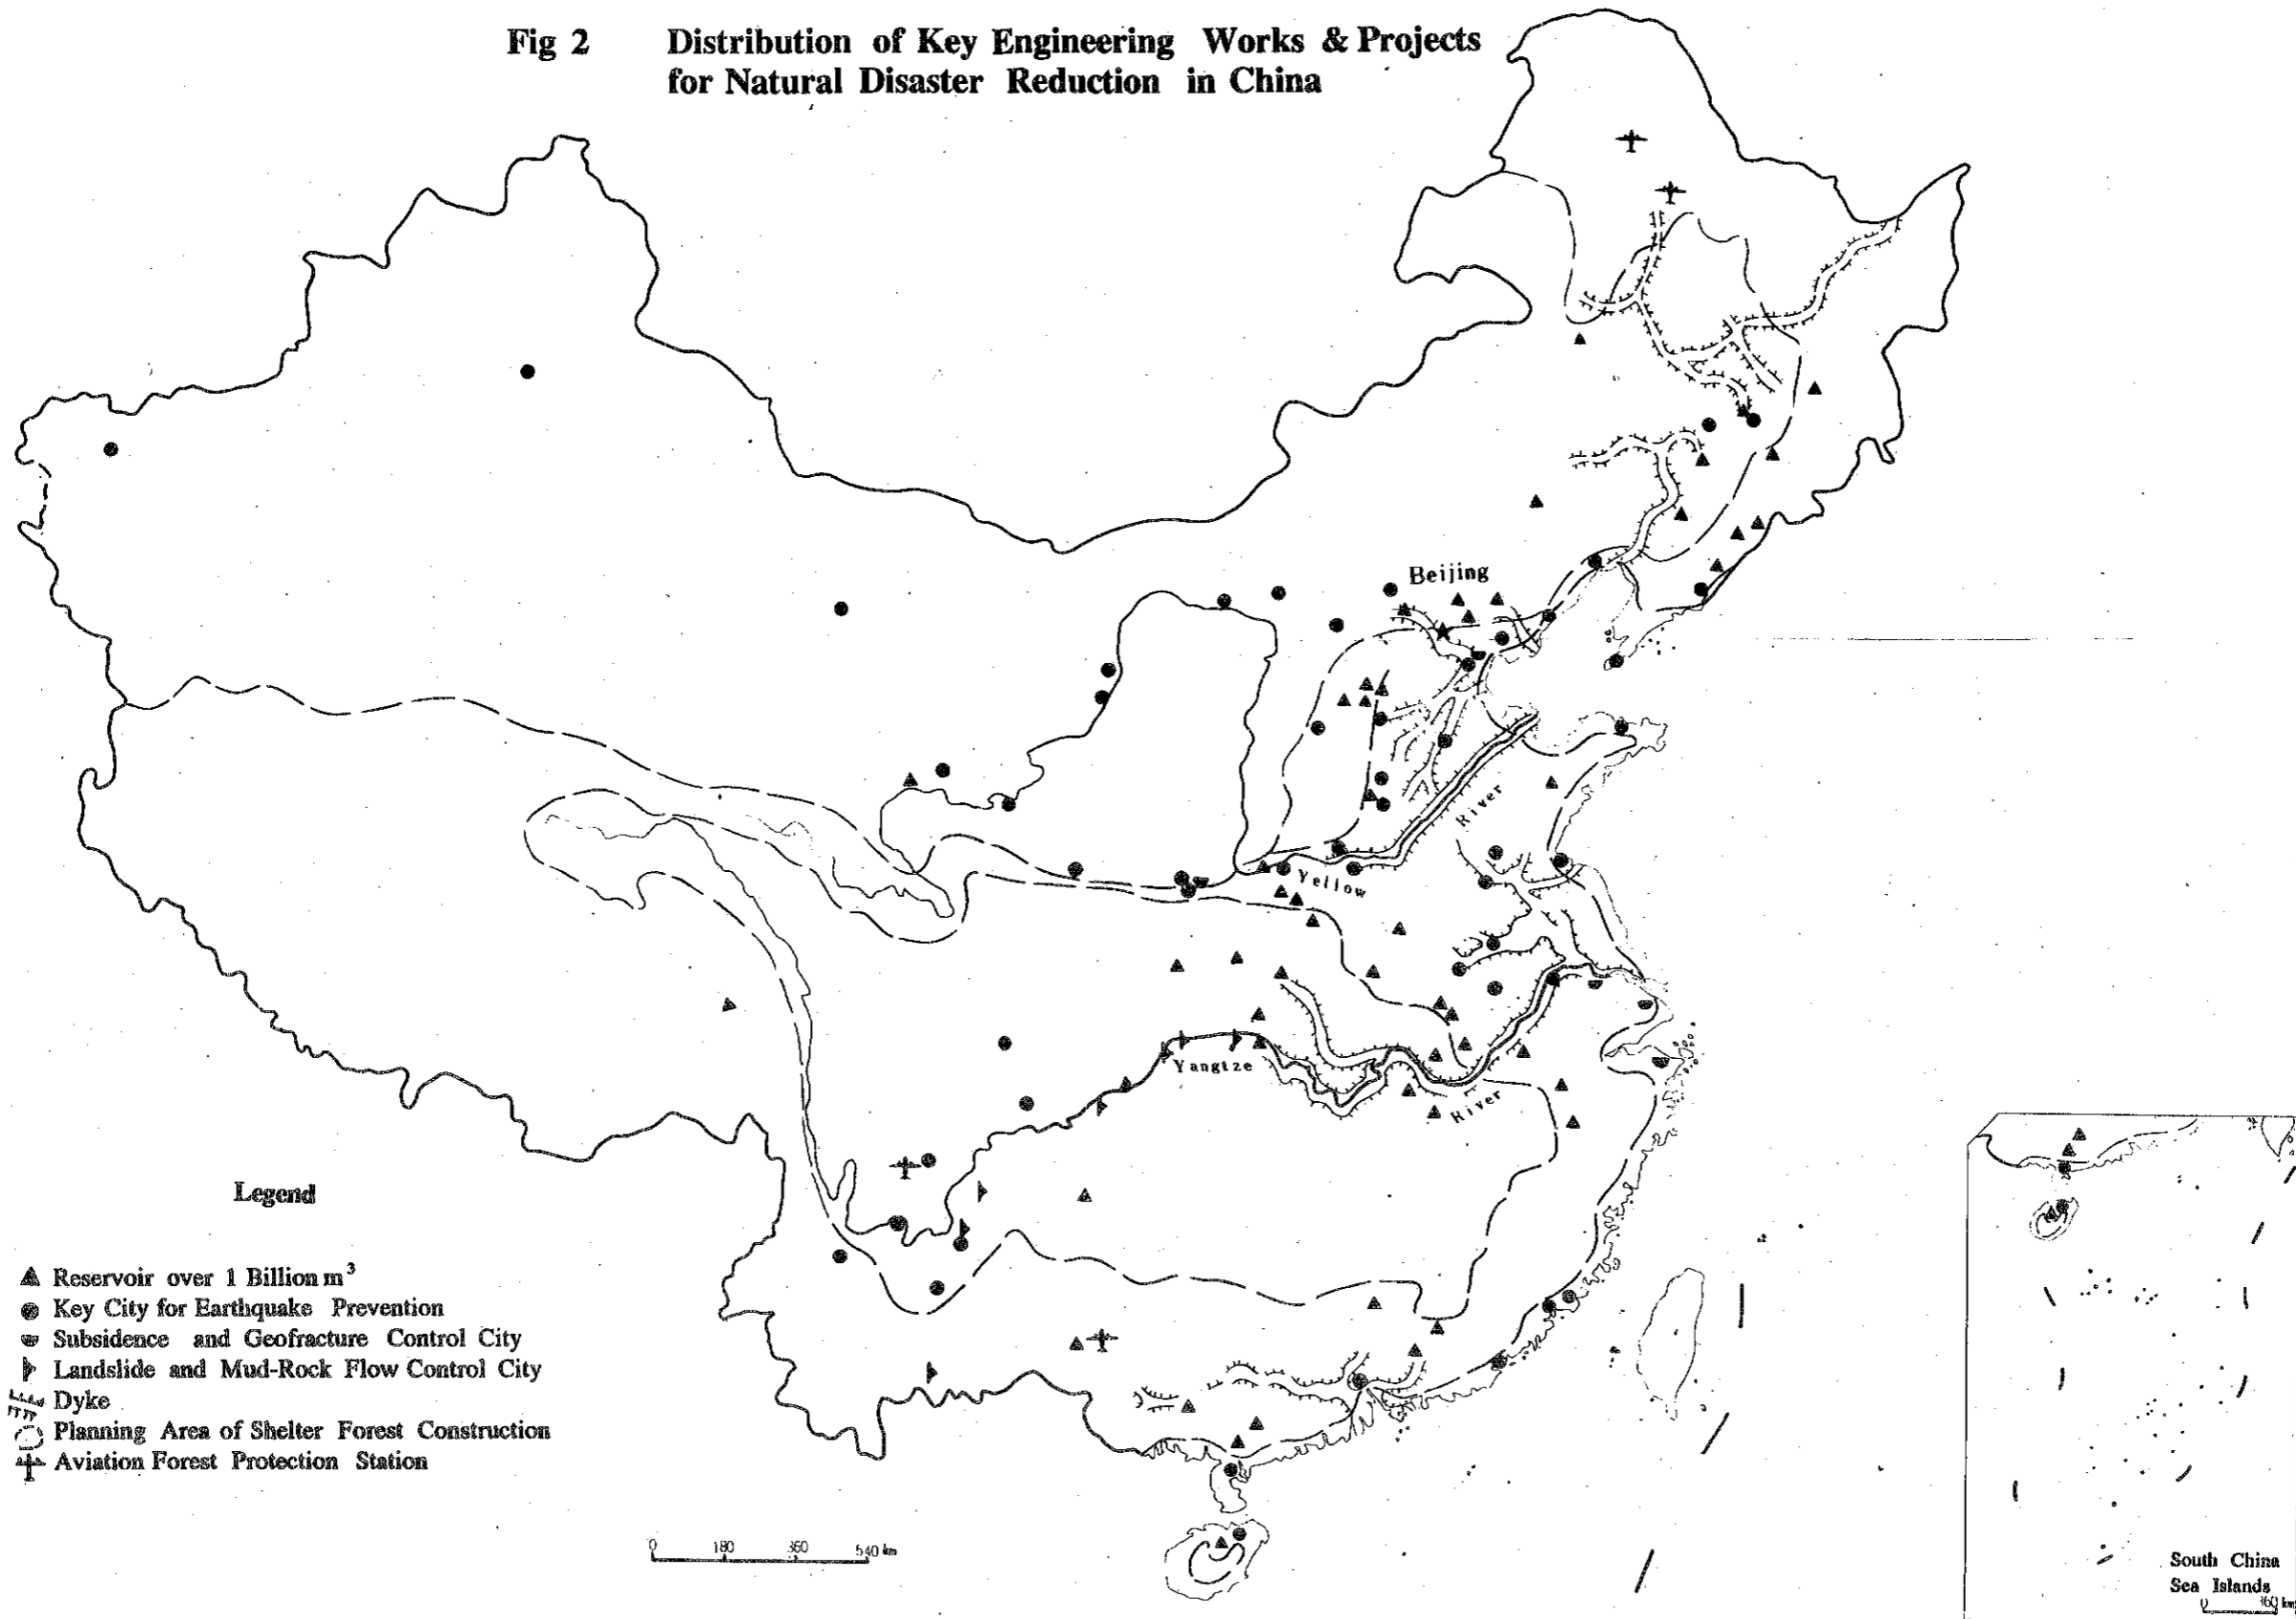 Fig 2 Distribution of Key Engineering Works & Projects
for Natural Disaster Reduction in China
Beijing
River
Yellow
Yangtze
River
Legend
Reservoir over 1 Billion m³
Key City for Earthquake Prevention
Subsidence and Geofracture Control City
Landslide and Mud-Rock Flow Control City
Dyke
Planning Area of Shelter Forest Construction
Aviation Forest Protection Station
0 180 360 540 km
South China
Sea Islands
0 360 km